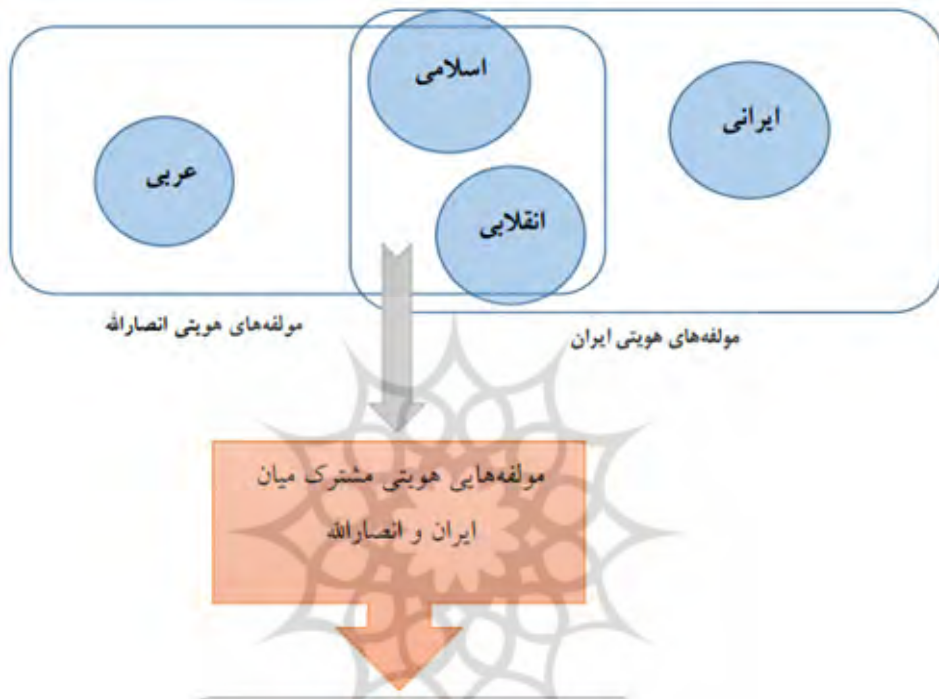 اسلامی
ایرانی
عربی
انقلابی
مولفه‌های هویتی انصارالله
مولفه‌های هویتی ایران
مولفه‌هایی هویتی مشترک میان
ایران و انصارالله